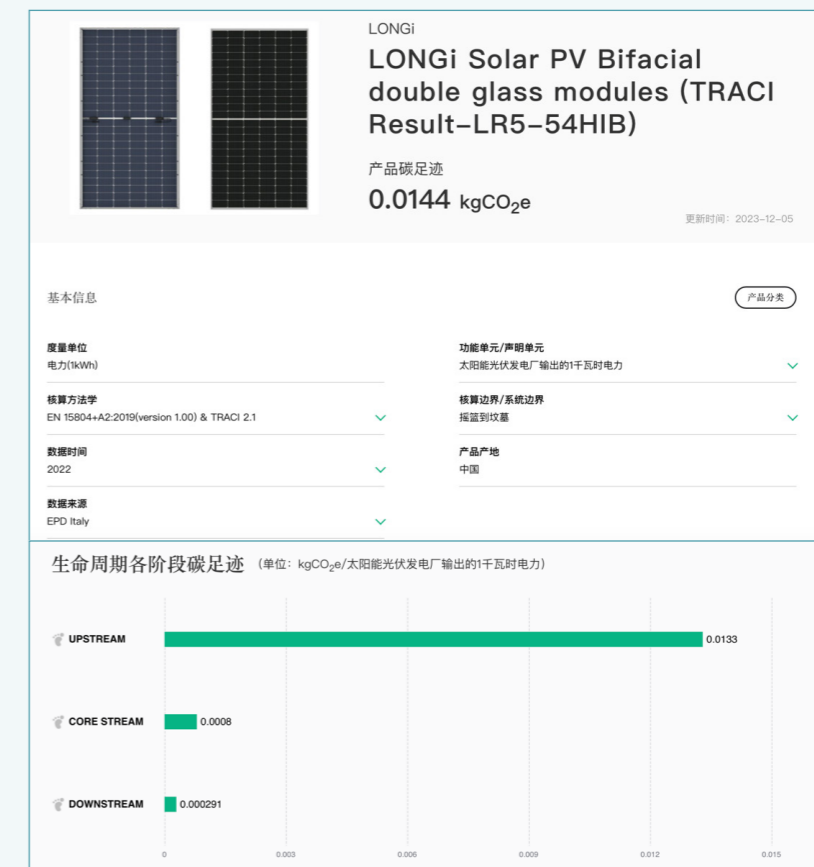 LONGi
LONGi Solar PV Bifacial
double glass modules (TRACI
Result–LR5–54HIB)
产品碳足迹
0.0144 kgCO₂e
更新时间：2023–12–05
基本信息
产品分类
度量单位
电力(1kWh)
功能单元/声明单元
太阳能光伏发电厂输出的1千瓦时电力
核算方法学
EN 15804+A2:2019(version 1.00) & TRACI 2.1
核算边界/系统边界
摇篮到坟墓
数据时间
2022
产品产地
中国
数据来源
EPD Italy
生命周期各阶段碳足迹 （单位：kgCO₂e/太阳能光伏发电厂输出的1千瓦时电力）
UPSTREAM
0.0133
CORE STREAM
0.0008
DOWNSTREAM
0.000291
0 0.003 0.006 0.009 0.012 0.015